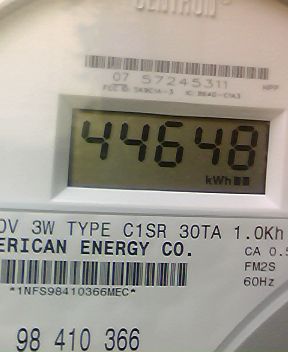 CENTRON®
07 57245311
44648
kWh
0V 3W TYPE C1SR 30TA 1.0Kh
ERICAN ENERGY CO.
CA 0.5
FM2S
60Hz
*1NFS98410366MEC*
98 410 366